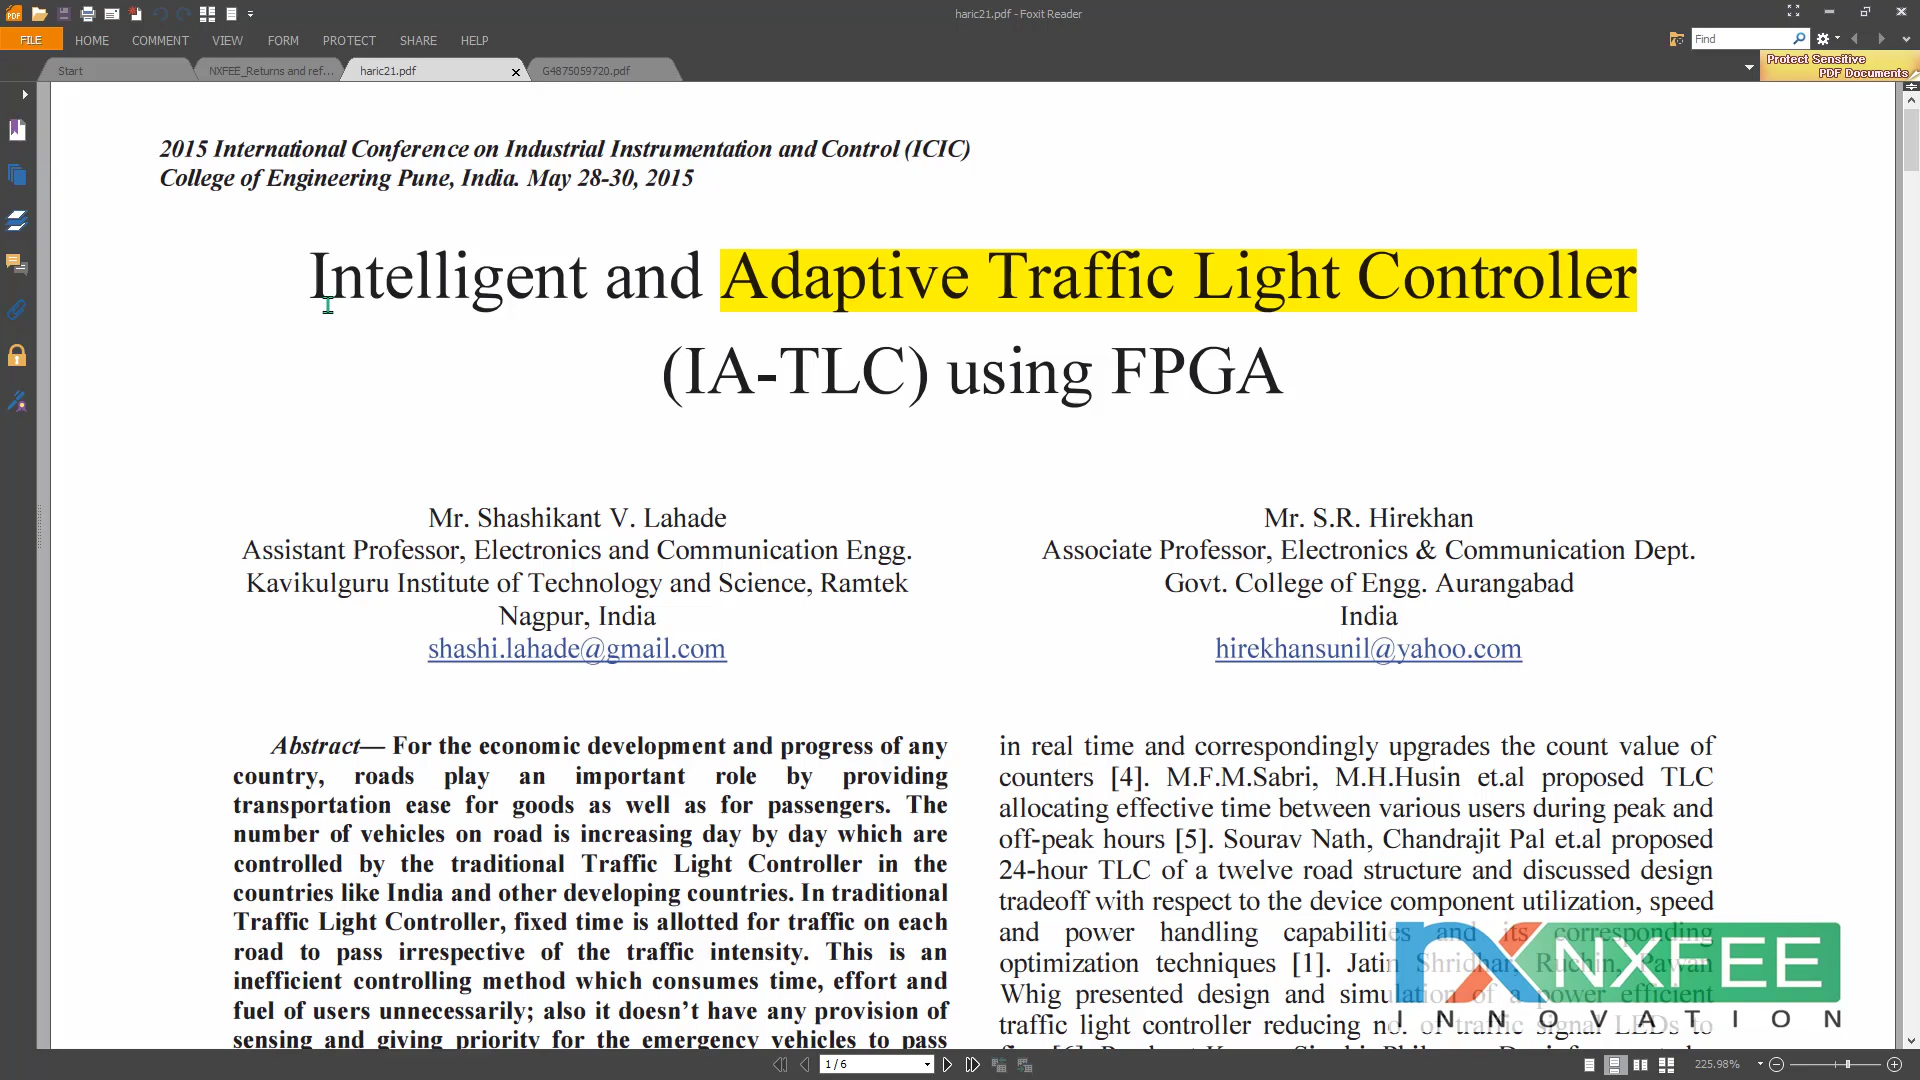 haric21.pdf - Foxit Reader
FILE HOME COMMENT VIEW FORM PROTECT SHARE HELP
Find
Protect Sensitive
PDF Documents
Start
NXFEE_Returns and ref...
haric21.pdf
G4875059720.pdf
2015 International Conference on Industrial Instrumentation and Control (ICIC)
College of Engineering Pune, India. May 28-30, 2015
Intelligent and Adaptive Traffic Light Controller
(IA-TLC) using FPGA
Mr. Shashikant V. Lahade
Assistant Professor, Electronics and Communication Engg.
Kavikulguru Institute of Technology and Science, Ramtek
Nagpur, India
shashi.lahade@gmail.com
Mr. S.R. Hirekhan
Associate Professor, Electronics & Communication Dept.
Govt. College of Engg. Aurangabad
India
hirekhansunil@yahoo.com
Abstract— For the economic development and progress of any
country, roads play an important role by providing
transportation ease for goods as well as for passengers. The
number of vehicles on road is increasing day by day which are
controlled by the traditional Traffic Light Controller in the
countries like India and other developing countries. In traditional
Traffic Light Controller, fixed time is allotted for traffic on each
road to pass irrespective of the traffic intensity. This is an
inefficient controlling method which consumes time, effort and
fuel of users unnecessarily; also it doesn't have any provision of
sensing and giving priority for the emergency vehicles to pass
in real time and correspondingly upgrades the count value of
counters [4]. M.F.M.Sabri, M.H.Husin et.al proposed TLC
allocating effective time between various users during peak and
off-peak hours [5]. Sourav Nath, Chandrajit Pal et.al proposed
24-hour TLC of a twelve road structure and discussed design
tradeoff with respect to the device component utilization, speed
and power handling capabilities and its corresponding
optimization techniques [1]. Jatin Shridhar, Ruchin, Pawan
Whig presented design and simulation of a power efficient
traffic light controller reducing no. of traffic signal LEDs to
NXFEE
INNOVATION
1 / 6
225.98%